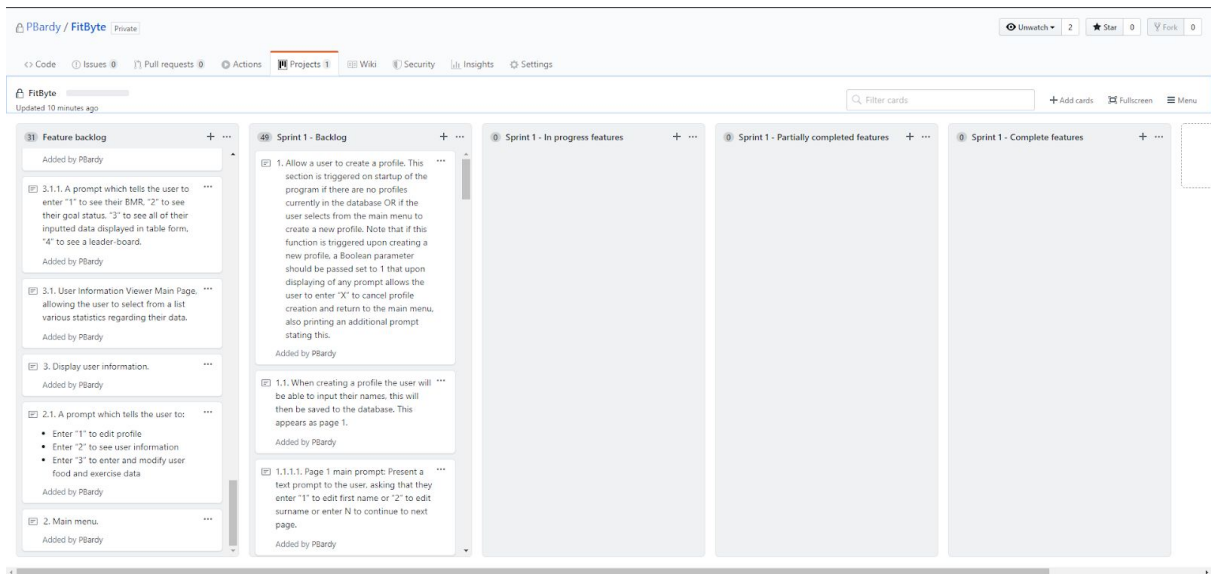 PBardy / FitByte Private
Unwatch 2 Star 0 Fork 0
Code Issues 0 Pull requests 0 Actions Projects 1 Wiki Security Insights Settings
FitByte
Updated 10 minutes ago
Filter cards
Add cards Fullscreen Menu
31 Feature backlog
Added by PBardy
3.1.1. A prompt which tells the user to
enter "1" to see their BMR, "2" to see
their goal status, "3" to see all of their
inputted data displayed in table form,
"4" to see a leader-board.
Added by PBardy
3.1. User Information Viewer Main Page,
allowing the user to select from a list
various statistics regarding their data.
Added by PBardy
3. Display user information.
Added by PBardy
2.1. A prompt which tells the user to:
• Enter "1" to edit profile
• Enter "2" to see user information
• Enter "3" to enter and modify user
food and exercise data
Added by PBardy
2. Main menu.
Added by PBardy
49 Sprint 1 - Backlog
1. Allow a user to create a profile. This
section is triggered on startup of the
program if there are no profiles
currently in the database OR if the
user selects from the main menu to
create a new profile. Note that if this
function is triggered upon creating a
new profile, a Boolean parameter
should be passed set to 1 that upon
displaying of any prompt allows the
user to enter "X" to cancel profile
creation and return to the main menu,
also printing an additional prompt
stating this.
Added by PBardy
1.1. When creating a profile the user will
be able to input their names, this will
then be saved to the database. This
appears as page 1.
Added by PBardy
1.1.1.1. Page 1 main prompt: Present a
text prompt to the user, asking that they
enter "1" to edit first name or "2" to edit
surname or enter N to continue to next
page.
Added by PBardy
0 Sprint 1 - In progress features
0 Sprint 1 - Partially completed features
0 Sprint 1 - Complete features